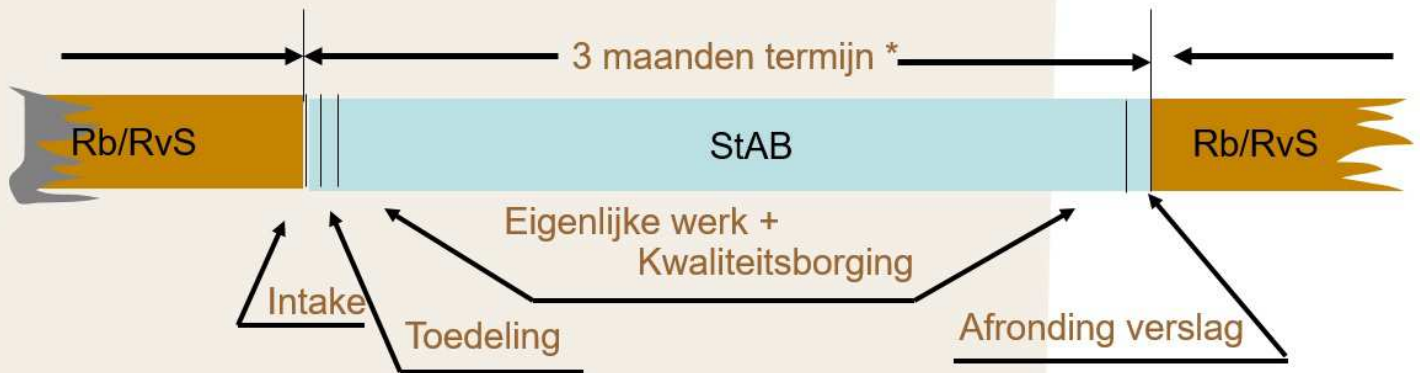 3 maanden termijn *
Rb/RvS
StAB
Rb/RvS
Eigenlijke werk +
Kwaliteitsborging
Intake
Toedeling
Afronding verslag